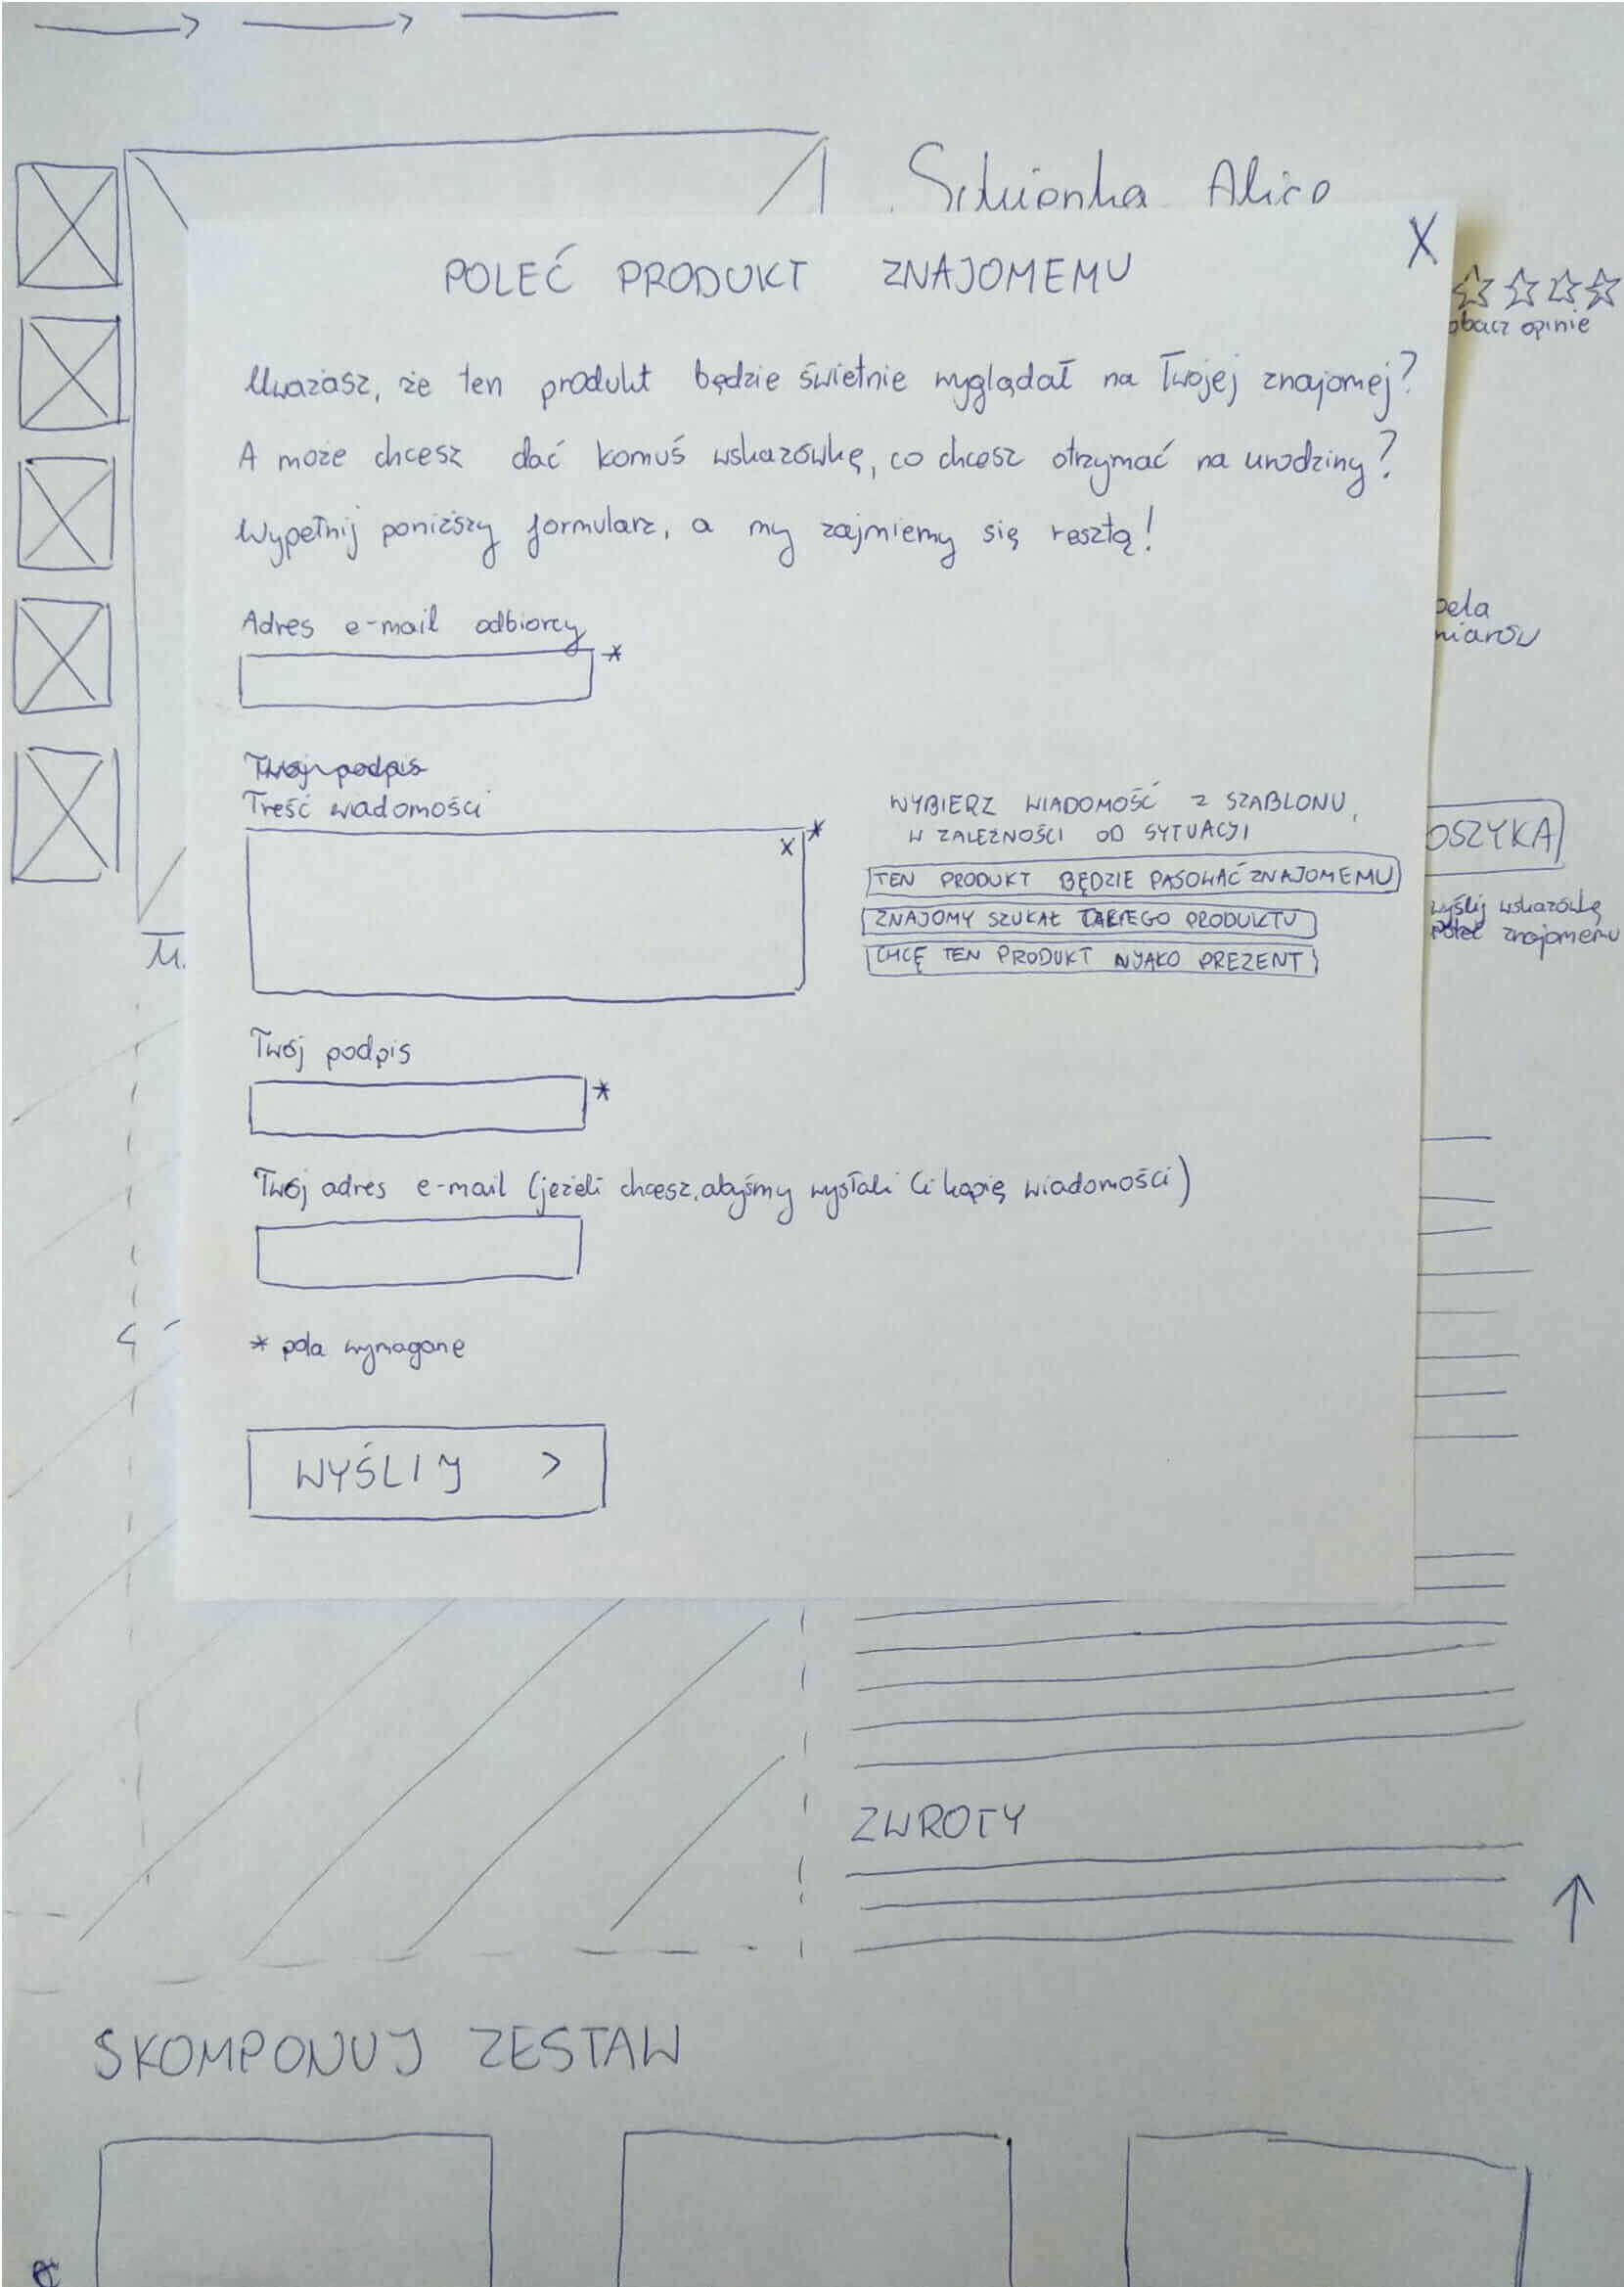 Sukienka Alice
X
POLEĆ PRODUKT ZNAJOMEMU
obacz opinie
Uważasz, że ten produkt będzie świetnie wyglądał na Twojej znajomej?
A może chcesz dać komuś wskazówkę, co chcesz otrzymać na urodziny?
Wypełnij poniższy formularz, a my zajmiemy się resztą!
bela
miarów
Adres e-mail odbiorcy
*
Twój podpis
Treść wiadomości
*
X
WYBIERZ WIADOMOŚĆ Z SZABLONU,
W ZALEŻNOŚCI OD SYTUACJI
TEN PRODUKT BĘDZIE PASOWAĆ ZNAJOMEMU
ZNAJOMY SZUKAŁ TAKIEGO PRODUKTU
CHCĘ TEN PRODUKT JAKO PREZENT
OSZYKA
wyślij wskazówkę
poleć znajomemu
M.
Twój podpis
*
Twój adres e-mail (jeżeli chcesz, abyśmy wysłali Ci kopię wiadomości)
* pola wymagane
WYŚLIJ >
ZWROTY
SKOMPONUJ ZESTAW